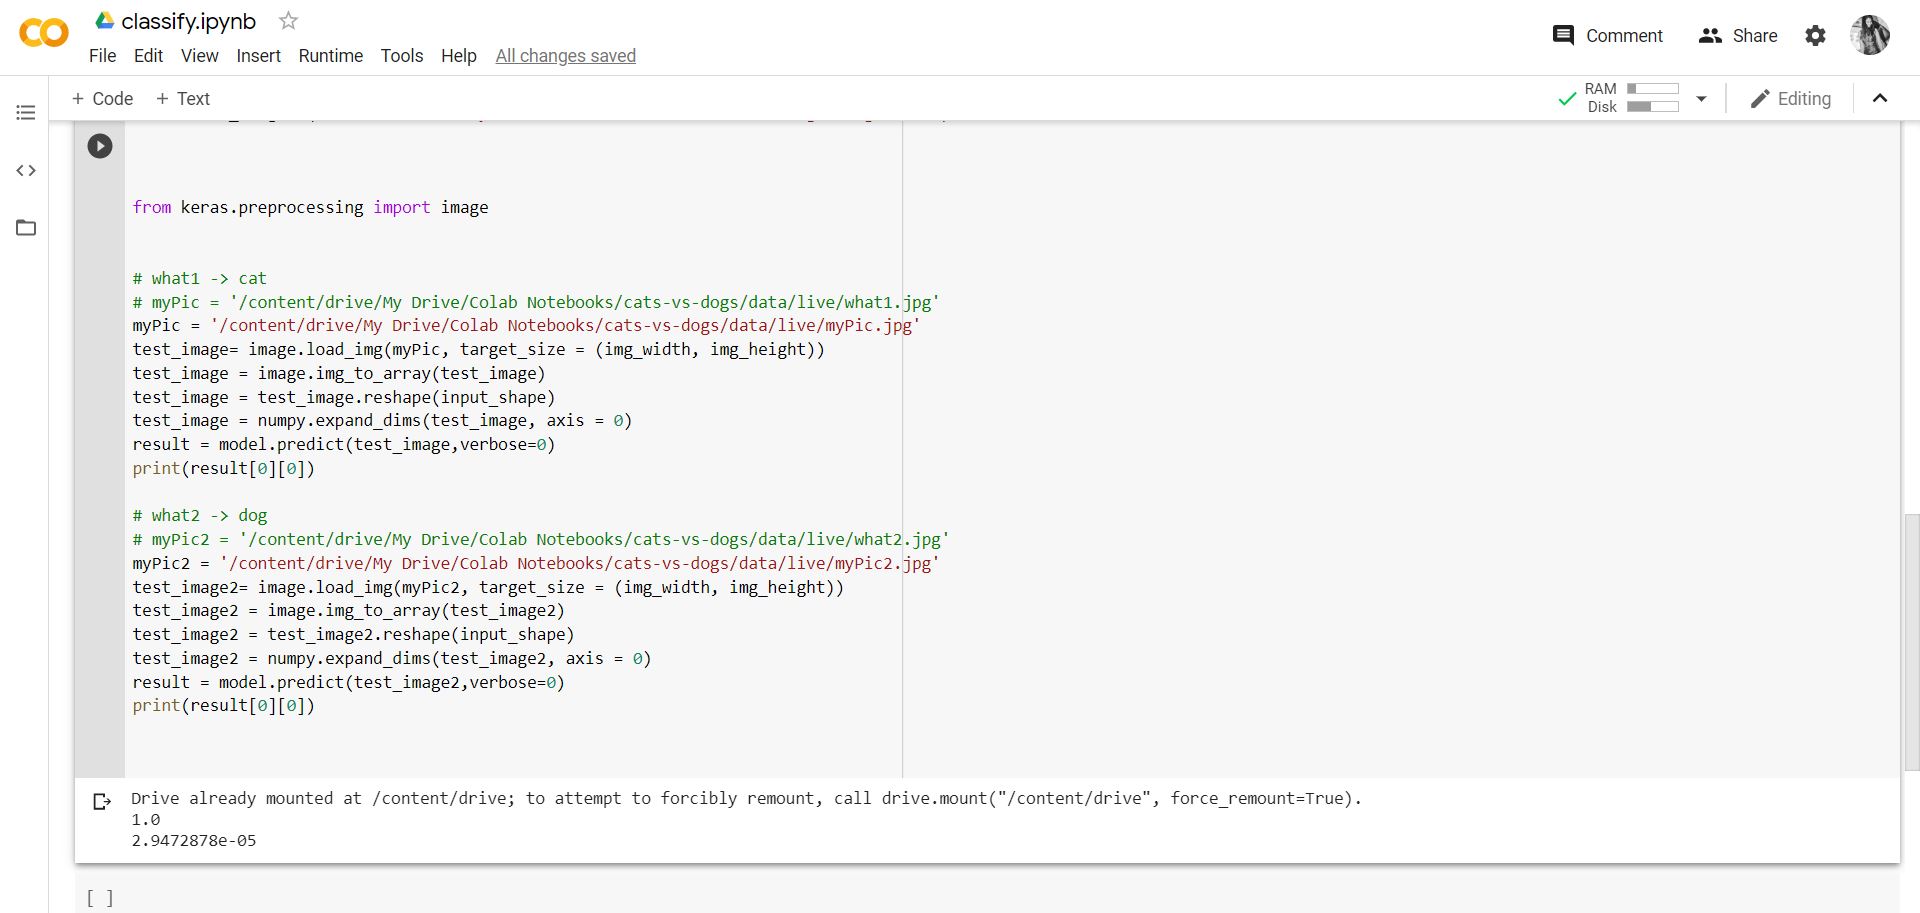 classify.ipynb
File Edit View Insert Runtime Tools Help All changes saved
Comment Share
+ Code + Text
RAM
Disk
Editing
from keras.preprocessing import image
# what1 -> cat
# myPic = '/content/drive/My Drive/Colab Notebooks/cats-vs-dogs/data/live/what1.jpg'
myPic = '/content/drive/My Drive/Colab Notebooks/cats-vs-dogs/data/live/myPic.jpg'
test_image= image.load_img(myPic, target_size = (img_width, img_height))
test_image = image.img_to_array(test_image)
test_image = test_image.reshape(input_shape)
test_image = numpy.expand_dims(test_image, axis = 0)
result = model.predict(test_image,verbose=0)
print(result[0][0])
# what2 -> dog
# myPic2 = '/content/drive/My Drive/Colab Notebooks/cats-vs-dogs/data/live/what2.jpg'
myPic2 = '/content/drive/My Drive/Colab Notebooks/cats-vs-dogs/data/live/myPic2.jpg'
test_image2= image.load_img(myPic2, target_size = (img_width, img_height))
test_image2 = image.img_to_array(test_image2)
test_image2 = test_image2.reshape(input_shape)
test_image2 = numpy.expand_dims(test_image2, axis = 0)
result = model.predict(test_image2,verbose=0)
print(result[0][0])
Drive already mounted at /content/drive; to attempt to forcibly remount, call drive.mount("/content/drive", force_remount=True).
1.0
2.9472878e-05
[ ]